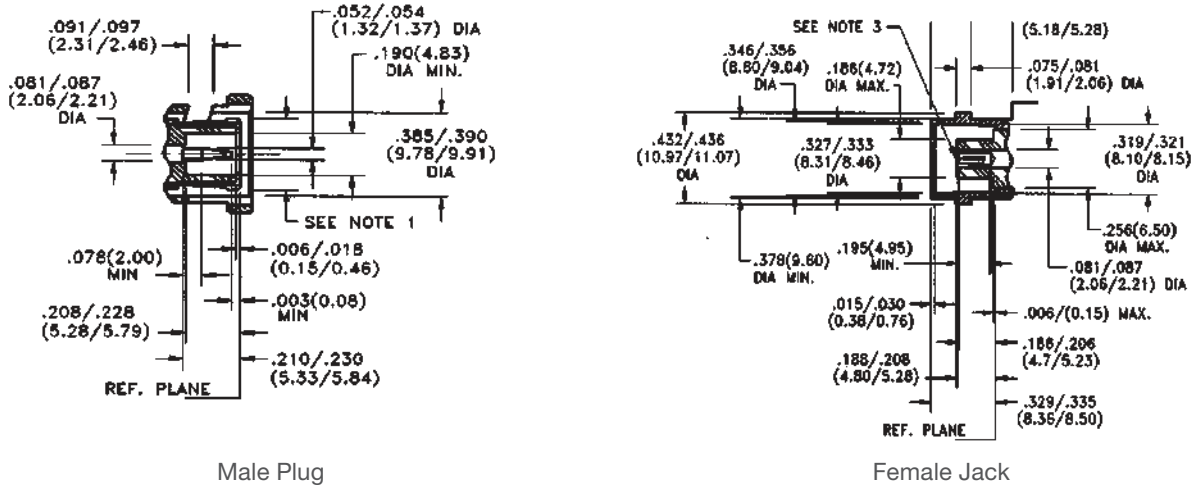 .091/.097
(2.31/2.46)
.052/.054
(1.32/1.37) DIA
.190(4.83)
DIA MIN.
.081/.087
(2.06/2.21)
DIA
.385/.390
(9.78/9.91)
DIA
SEE NOTE 1
.078(2.00)
MIN
.006/.018
(0.15/0.46)
.003(0.08)
MIN
.208/.228
(5.28/5.79)
.210/.230
(5.33/5.84)
REF. PLANE
Male Plug
SEE NOTE 3
(5.18/5.28)
.346/.356
(8.80/9.04)
DIA
.186(4.72)
DIA MAX.
.075/.081
(1.91/2.06) DIA
.432/.436
(10.97/11.07)
DIA
.327/.333
(8.31/8.46)
DIA
.319/.321
(8.10/8.15)
DIA
.256(6.50)
DIA MAX.
.378(9.60)
DIA MIN.
.195(4.95)
MIN.
.081/.087
(2.06/2.21) DIA
.015/.030
(0.38/0.76)
.006/(0.15) MAX.
.186/.206
(4.7/5.23)
.188/.208
(4.80/5.28)
.329/.335
(8.36/8.50)
REF. PLANE
Female Jack